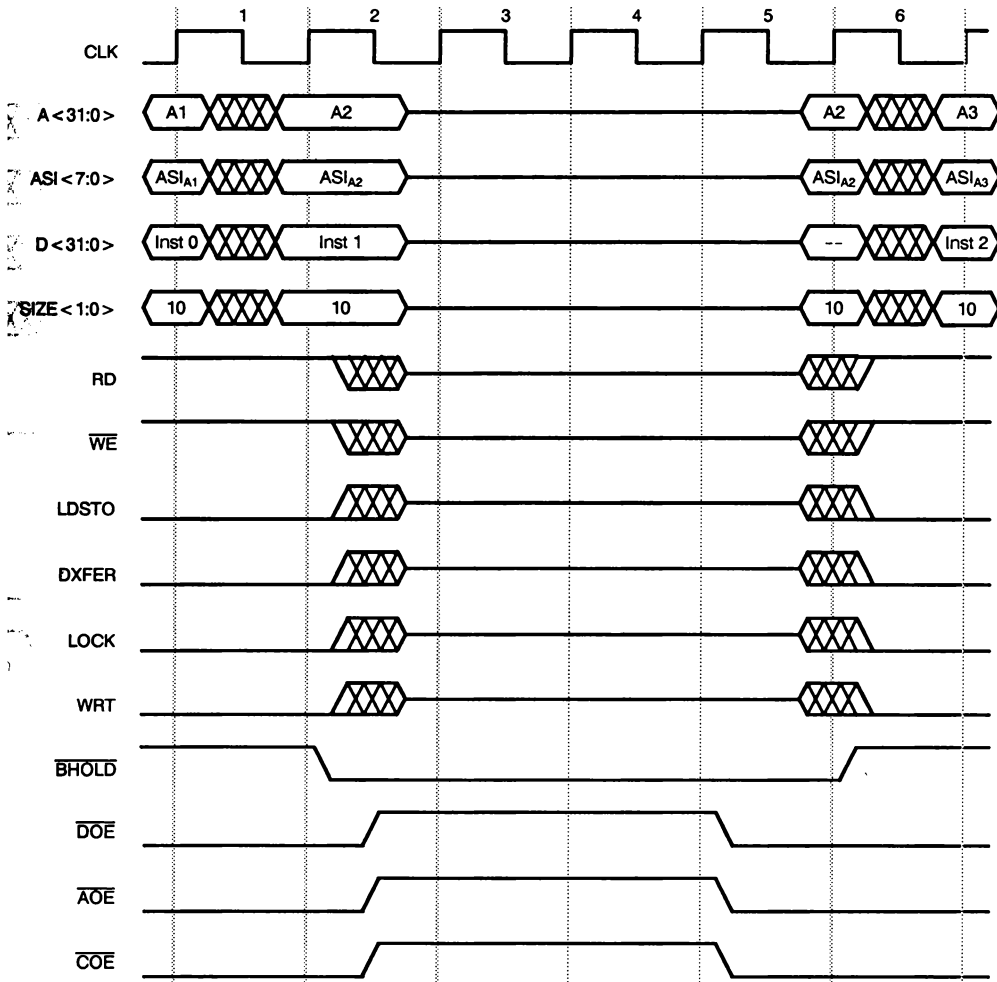 1 2 3 4 5 6
CLK
A<31:0> A1 A2 A2 A3
ASI<7:0> ASIA1 ASIA2 ASIA2 ASIA3
D<31:0> Inst 0 Inst 1 -- Inst 2
SIZE<1:0> 10 10 10 10
RD
WE
LDSTO
DXFER
LOCK
WRT
BHOLD
DOE
AOE
COE